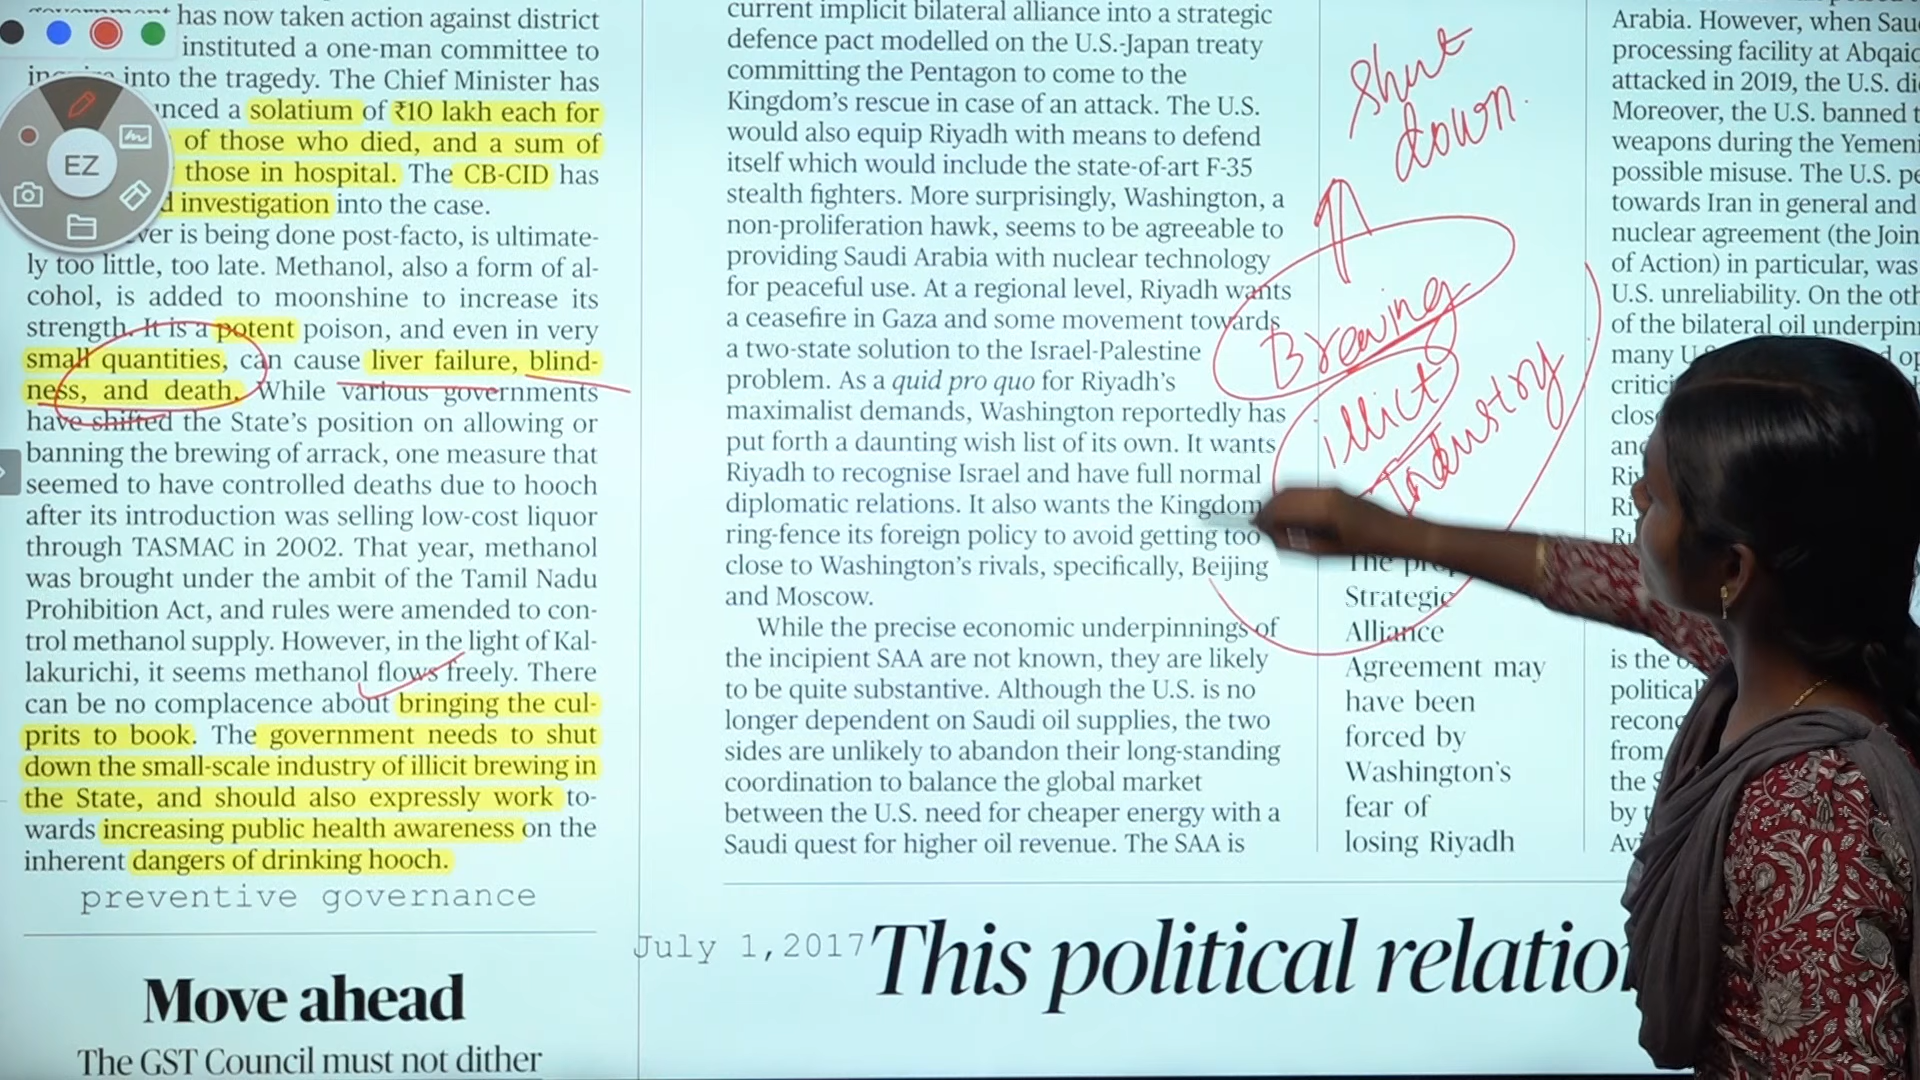 has now taken action against district
instituted a one-man committee to
into the tragedy. The Chief Minister has
nced a solatium of ₹10 lakh each for
of those who died, and a sum of
those in hospital. The CB-CID has
investigation into the case.
ver is being done post-facto, is ultimate-
ly too little, too late. Methanol, also a form of al-
cohol, is added to moonshine to increase its
strength. It is a potent poison, and even in very
small quantities, can cause liver failure, blind-
ness, and death. While various governments
have shifted the State's position on allowing or
banning the brewing of arrack, one measure that
seemed to have controlled deaths due to hooch
after its introduction was selling low-cost liquor
through TASMAC in 2002. That year, methanol
was brought under the ambit of the Tamil Nadu
Prohibition Act, and rules were amended to con-
trol methanol supply. However, in the light of Kal-
lakurichi, it seems methanol flows freely. There
can be no complacence about bringing the cul-
prits to book. The government needs to shut
down the small-scale industry of illicit brewing in
the State, and should also expressly work to-
wards increasing public health awareness on the
inherent dangers of drinking hooch.
preventive governance
Move ahead
The GST Council must not dither
EZ
current implicit bilateral alliance into a strategic
defence pact modelled on the U.S.-Japan treaty
committing the Pentagon to come to the
Kingdom's rescue in case of an attack. The U.S.
would also equip Riyadh with means to defend
itself which would include the state-of-art F-35
stealth fighters. More surprisingly, Washington, a
non-proliferation hawk, seems to be agreeable to
providing Saudi Arabia with nuclear technology
for peaceful use. At a regional level, Riyadh wants
a ceasefire in Gaza and some movement towards
a two-state solution to the Israel-Palestine
problem. As a quid pro quo for Riyadh's
maximalist demands, Washington reportedly has
put forth a daunting wish list of its own. It wants
Riyadh to recognise Israel and have full normal
diplomatic relations. It also wants the Kingdom
ring-fence its foreign policy to avoid getting too
close to Washington's rivals, specifically, Beijing
and Moscow.
While the precise economic underpinnings of
the incipient SAA are not known, they are likely
to be quite substantive. Although the U.S. is no
longer dependent on Saudi oil supplies, the two
sides are unlikely to abandon their long-standing
coordination to balance the global market
between the U.S. need for cheaper energy with a
Saudi quest for higher oil revenue. The SAA is
July 1,2017
This political relatio
Shut
down
Brewing
illict
Industry
The
Strategic
Alliance
Agreement may
have been
forced by
Washington's
fear of
losing Riyadh
Arabia. However, when Sau
processing facility at Abqaiq
attacked in 2019, the U.S. di
Moreover, the U.S. banned t
weapons during the Yemeni
possible misuse. The U.S. pe
towards Iran in general and
nuclear agreement (the Join
of Action) in particular, was
U.S. unreliability. On the oth
of the bilateral oil underpin
many
critici
clos
and
is the
political
recon
from
the
by t
Avi